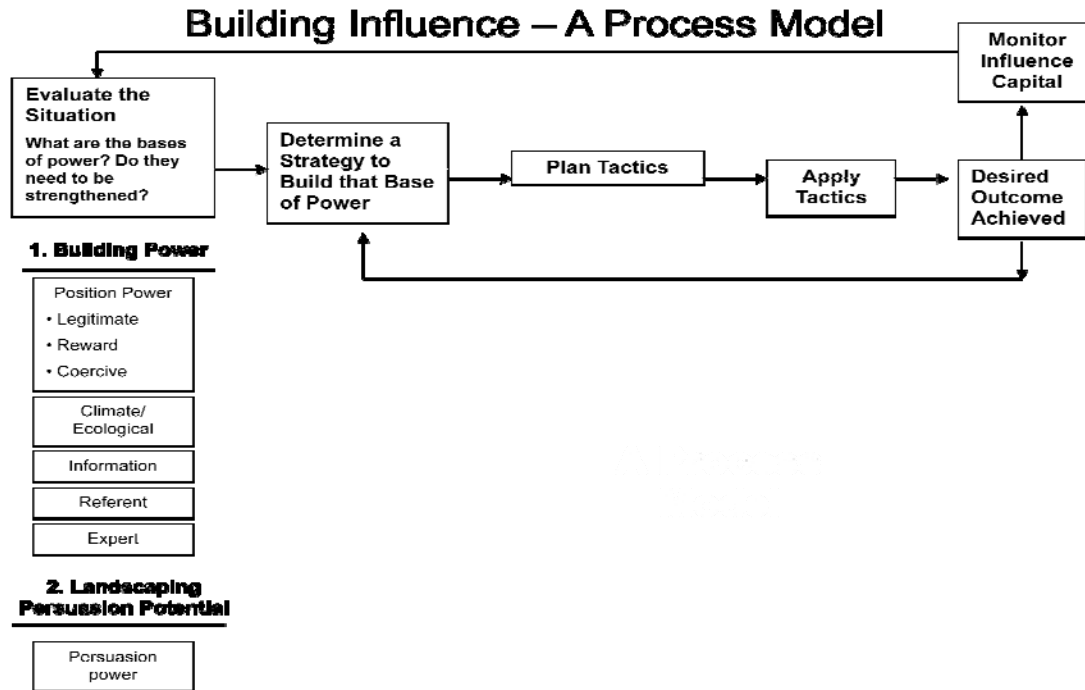 Building Influence – A Process Model
Monitor
Influence
Capital
Evaluate the
Situation
What are the bases
of power? Do they
need to be
strengthened?
Determine a
Strategy to
Build that Base
of Power
Plan Tactics
Apply
Tactics
Desired
Outcome
Achieved
1. Building Power
Position Power
• Legitimate
• Reward
• Coercive
Climate/
Ecological
Information
Referent
Expert
2. Landscaping
Persuasion Potential
Persuasion
power